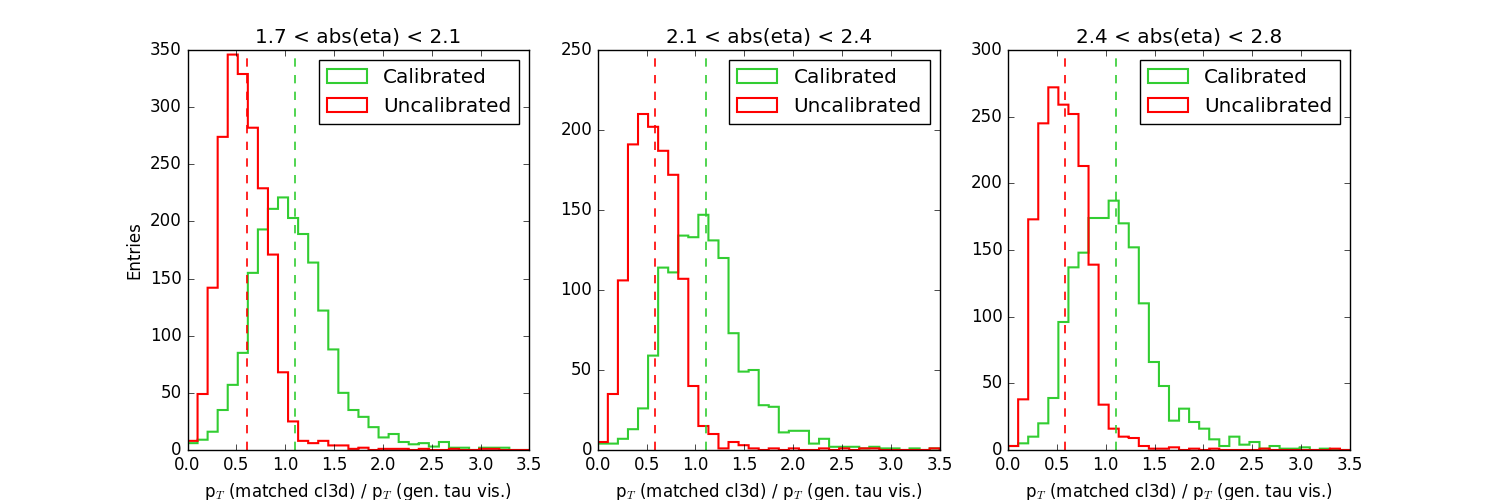 1.7 < abs(eta) < 2.1
350
300
250
200
150
100
50
0
Entries
Calibrated
Uncalibrated
0.0 0.5 1.0 1.5 2.0 2.5 3.0 3.5
p_T (matched cl3d) / p_T (gen. tau vis.)
2.1 < abs(eta) < 2.4
250
200
150
100
50
0
Calibrated
Uncalibrated
0.0 0.5 1.0 1.5 2.0 2.5 3.0 3.5
p_T (matched cl3d) / p_T (gen. tau vis.)
2.4 < abs(eta) < 2.8
300
250
200
150
100
50
0
Calibrated
Uncalibrated
0.0 0.5 1.0 1.5 2.0 2.5 3.0 3.5
p_T (matched cl3d) / p_T (gen. tau vis.)